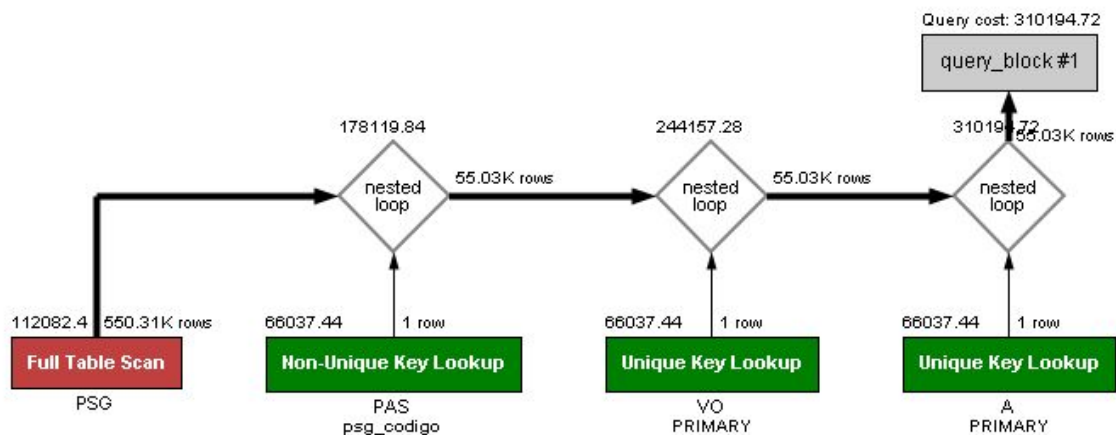 Query cost: 310194.72
query_block #1
178119.84
244157.28
310194.72
55.03K rows
nested
loop
55.03K rows
nested
loop
55.03K rows
nested
loop
112082.4
550.31K rows
66037.44
1 row
66037.44
1 row
66037.44
1 row
Full Table Scan
Non-Unique Key Lookup
Unique Key Lookup
Unique Key Lookup
PSG
PAS
psg_codigo
VO
PRIMARY
A
PRIMARY